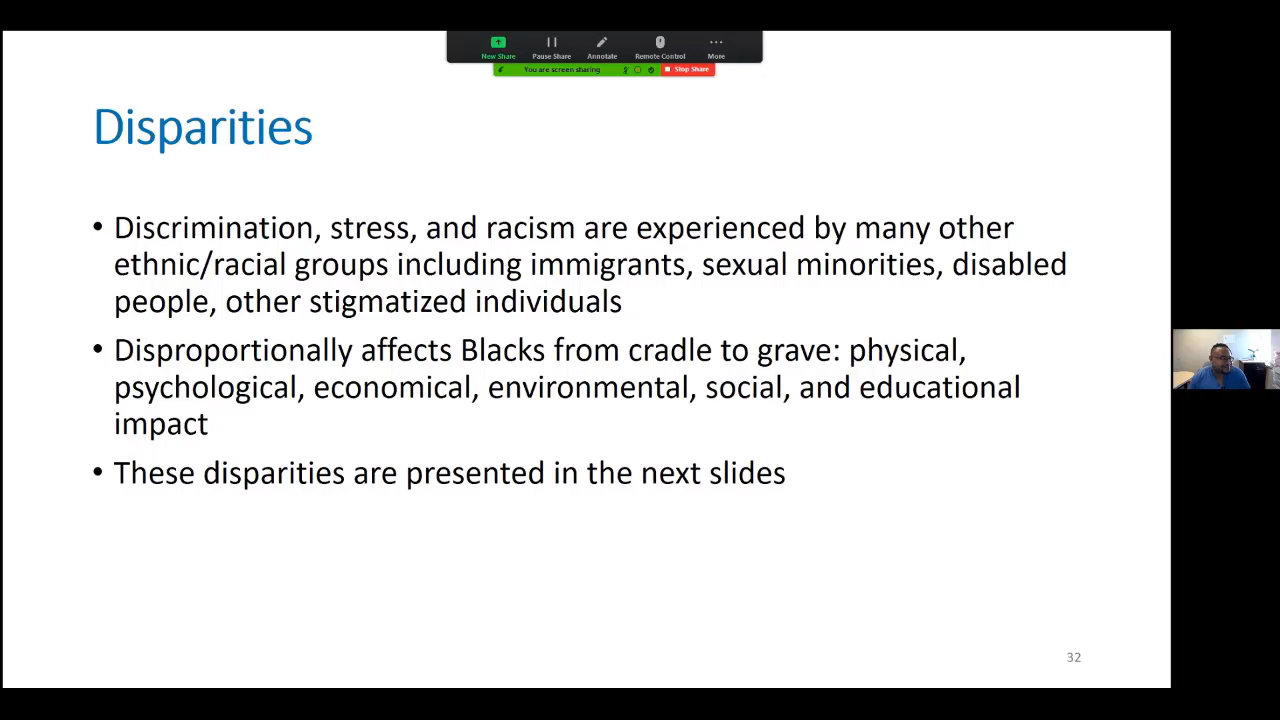 New Share
Pause Share
Annotate
Remote Control
More
You are screen sharing
Stop Share
Disparities
• Discrimination, stress, and racism are experienced by many other
ethnic/racial groups including immigrants, sexual minorities, disabled
people, other stigmatized individuals
• Disproportionally affects Blacks from cradle to grave: physical,
psychological, economical, environmental, social, and educational
impact
• These disparities are presented in the next slides
32